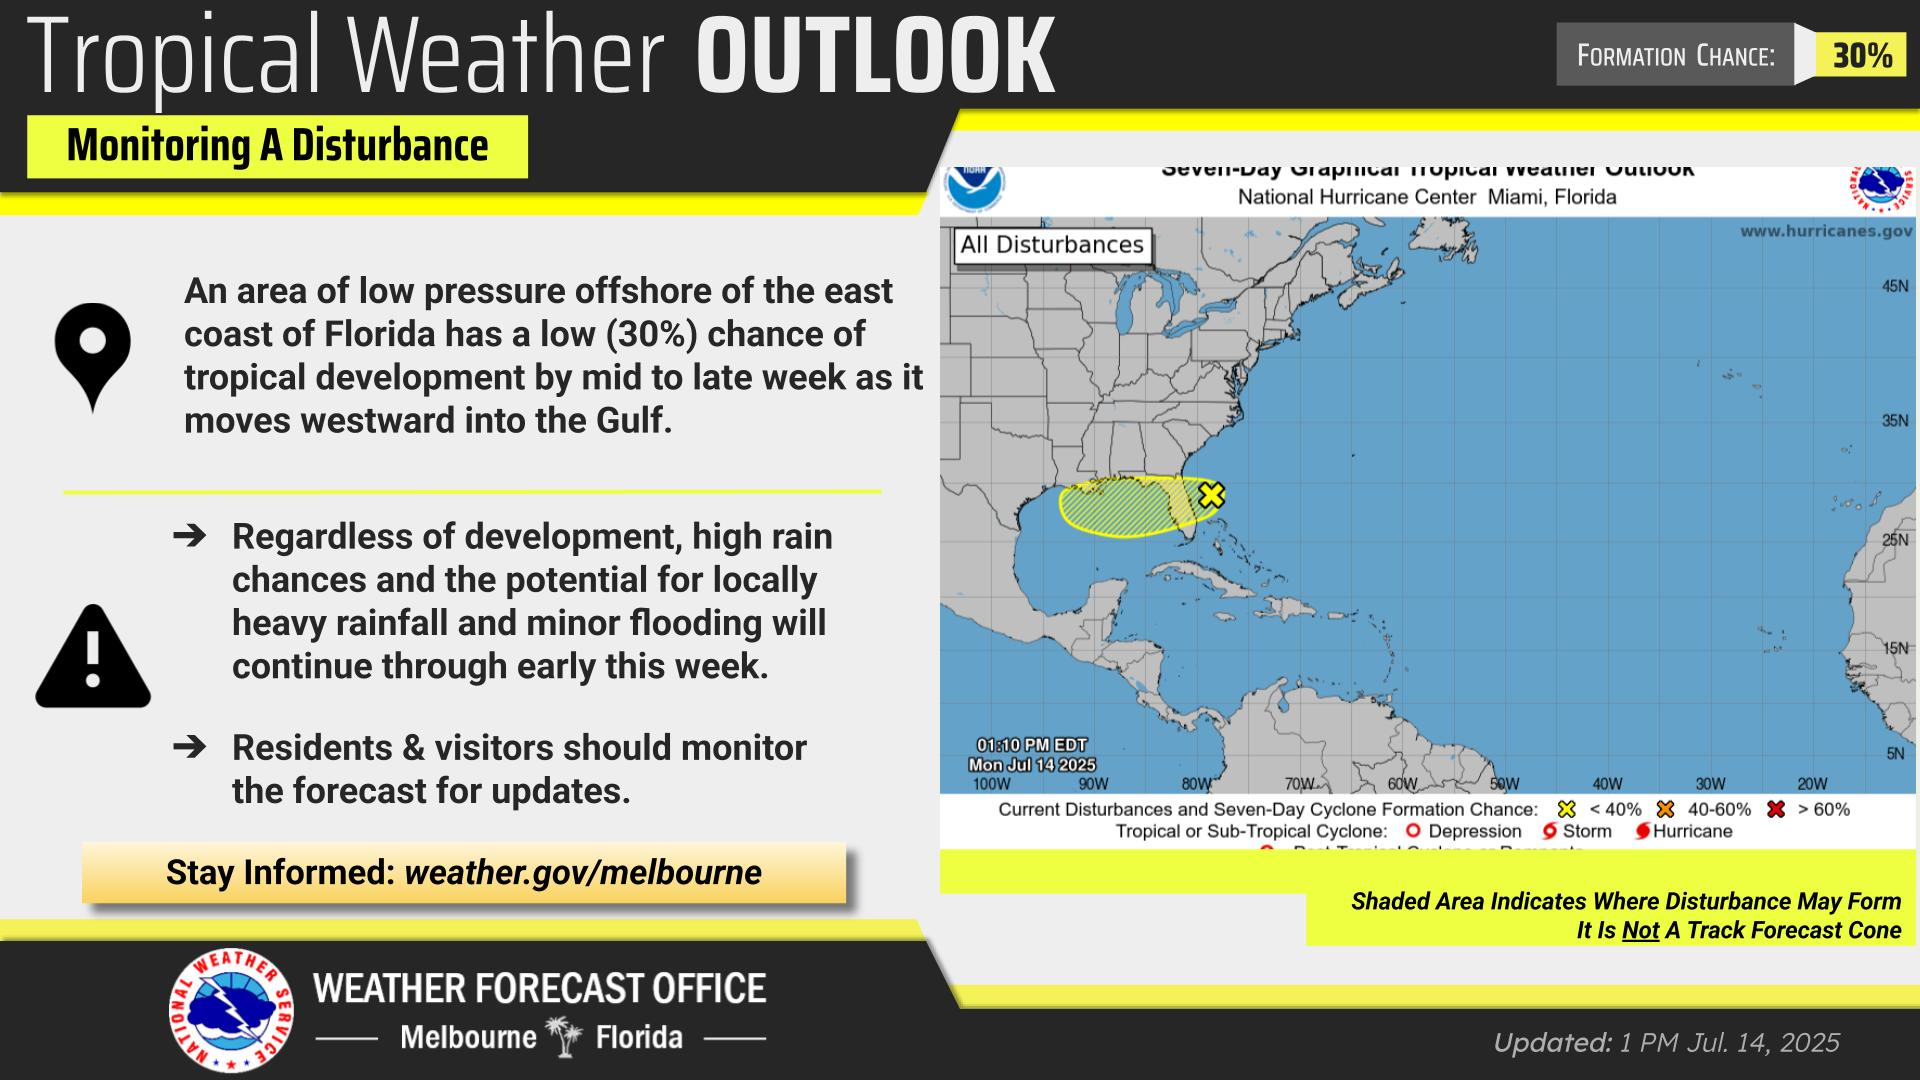 Tropical Weather OUTLOOK
FORMATION CHANCE: 30%
Monitoring A Disturbance
An area of low pressure offshore of the east
coast of Florida has a low (30%) chance of
tropical development by mid to late week as it
moves westward into the Gulf.
➔ Regardless of development, high rain
chances and the potential for locally
heavy rainfall and minor flooding will
continue through early this week.
➔ Residents & visitors should monitor
the forecast for updates.
Stay Informed: weather.gov/melbourne
NOAA
Seven-Day Graphical Tropical Weather Outlook
National Hurricane Center Miami, Florida
www.hurricanes.gov
All Disturbances
45N
35N
25N
15N
5N
01:10 PM EDT
Mon Jul 14 2025
100W 90W 80W 70W 60W 50W 40W 30W 20W
Current Disturbances and Seven-Day Cyclone Formation Chance: < 40% 40-60% > 60%
Tropical or Sub-Tropical Cyclone: Depression Storm Hurricane
Post-Tropical Cyclone or Remnants
Shaded Area Indicates Where Disturbance May Form
It Is Not A Track Forecast Cone
NATIONAL WEATHER SERVICE
WEATHER FORECAST OFFICE
Melbourne Florida
Updated: 1 PM Jul. 14, 2025